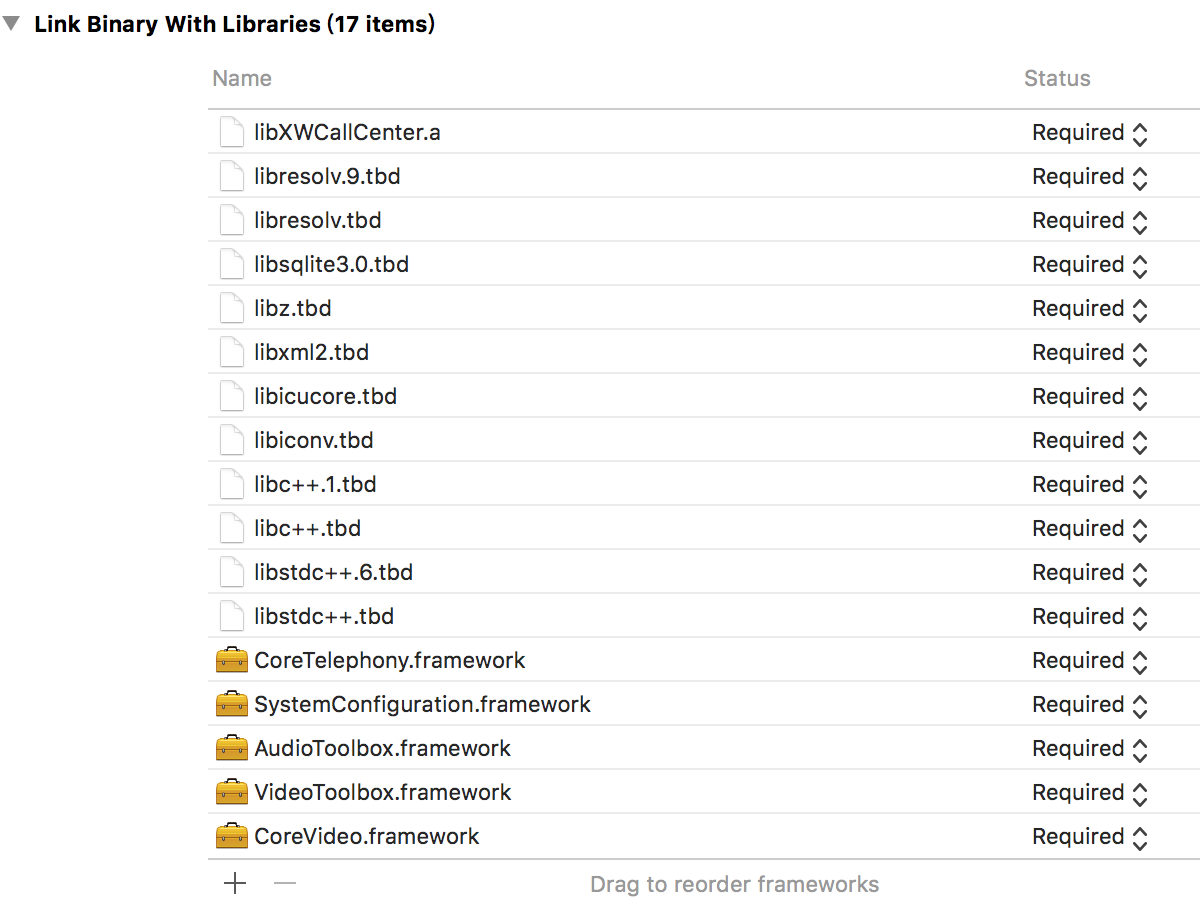 Link Binary With Libraries (17 items)
Name Status
libXWCallCenter.a Required
libresolv.9.tbd Required
libresolv.tbd Required
libsqlite3.0.tbd Required
libz.tbd Required
libxml2.tbd Required
libicucore.tbd Required
libiconv.tbd Required
libc++.1.tbd Required
libc++.tbd Required
libstdc++.6.tbd Required
libstdc++.tbd Required
CoreTelephony.framework Required
SystemConfiguration.framework Required
AudioToolbox.framework Required
VideoToolbox.framework Required
CoreVideo.framework Required
Drag to reorder frameworks